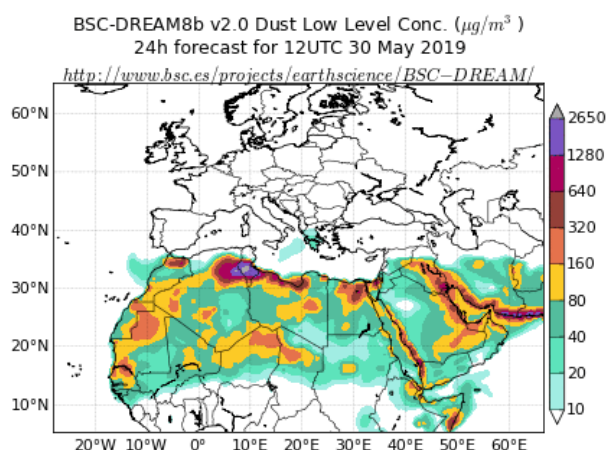 BSC-DREAM8b v2.0 Dust Low Level Conc. (μg/m³ )
24h forecast for 12UTC 30 May 2019
http://www.bsc.es/projects/earthscience/BSC−DREAM/
60°N
50°N
40°N
30°N
20°N
10°N
20°W 10°W 0° 10°E 20°E 30°E 40°E 50°E 60°E
2650
1280
640
320
160
80
40
20
10